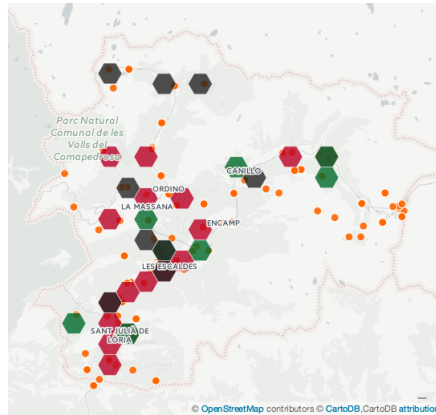 Parc Natural
Comunal de les
Valls del
Comapedrosa
CANILLO
ORDINO
LA MASSANA
ENCAMP
LES ESCALDES
SANT JULIÀ DE
LÒRIA
© OpenStreetMap contributors © CartoDB,CartoDB attributio